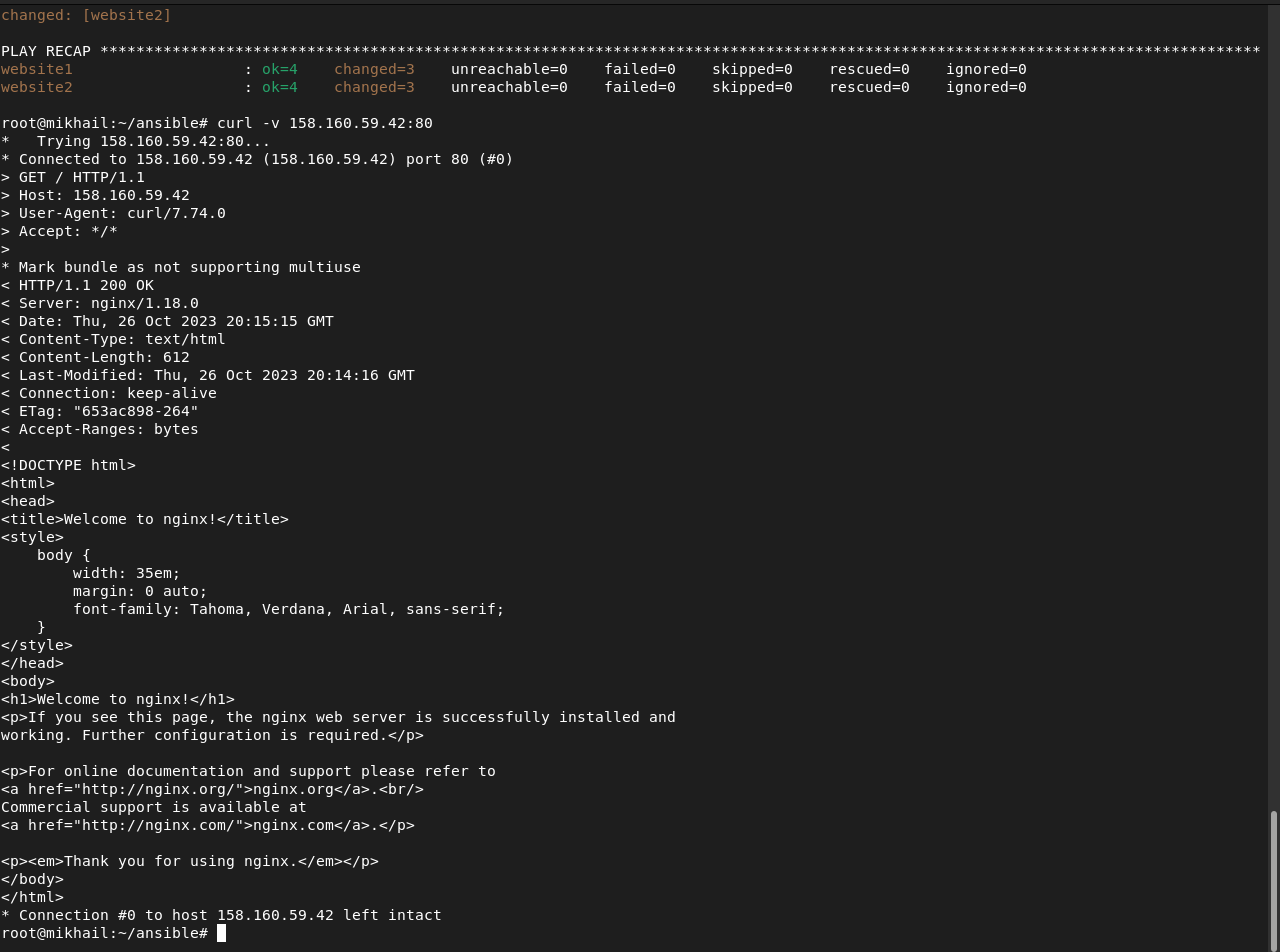 changed: [website2]

PLAY RECAP *********************************************************************************************************************************
website1                   : ok=4    changed=3    unreachable=0    failed=0    skipped=0    rescued=0    ignored=0
website2                   : ok=4    changed=3    unreachable=0    failed=0    skipped=0    rescued=0    ignored=0

root@mikhail:~/ansible# curl -v 158.160.59.42:80
*   Trying 158.160.59.42:80...
* Connected to 158.160.59.42 (158.160.59.42) port 80 (#0)
> GET / HTTP/1.1
> Host: 158.160.59.42
> User-Agent: curl/7.74.0
> Accept: */*
>
* Mark bundle as not supporting multiuse
< HTTP/1.1 200 OK
< Server: nginx/1.18.0
< Date: Thu, 26 Oct 2023 20:15:15 GMT
< Content-Type: text/html
< Content-Length: 612
< Last-Modified: Thu, 26 Oct 2023 20:14:16 GMT
< Connection: keep-alive
< ETag: "653ac898-264"
< Accept-Ranges: bytes
<
<!DOCTYPE html>
<html>
<head>
<title>Welcome to nginx!</title>
<style>
    body {
        width: 35em;
        margin: 0 auto;
        font-family: Tahoma, Verdana, Arial, sans-serif;
    }
</style>
</head>
<body>
<h1>Welcome to nginx!</h1>
<p>If you see this page, the nginx web server is successfully installed and
working. Further configuration is required.</p>

<p>For online documentation and support please refer to
<a href="http://nginx.org/">nginx.org</a>.<br/>
Commercial support is available at
<a href="http://nginx.com/">nginx.com</a>.</p>

<p><em>Thank you for using nginx.</em></p>
</body>
</html>
* Connection #0 to host 158.160.59.42 left intact
root@mikhail:~/ansible#